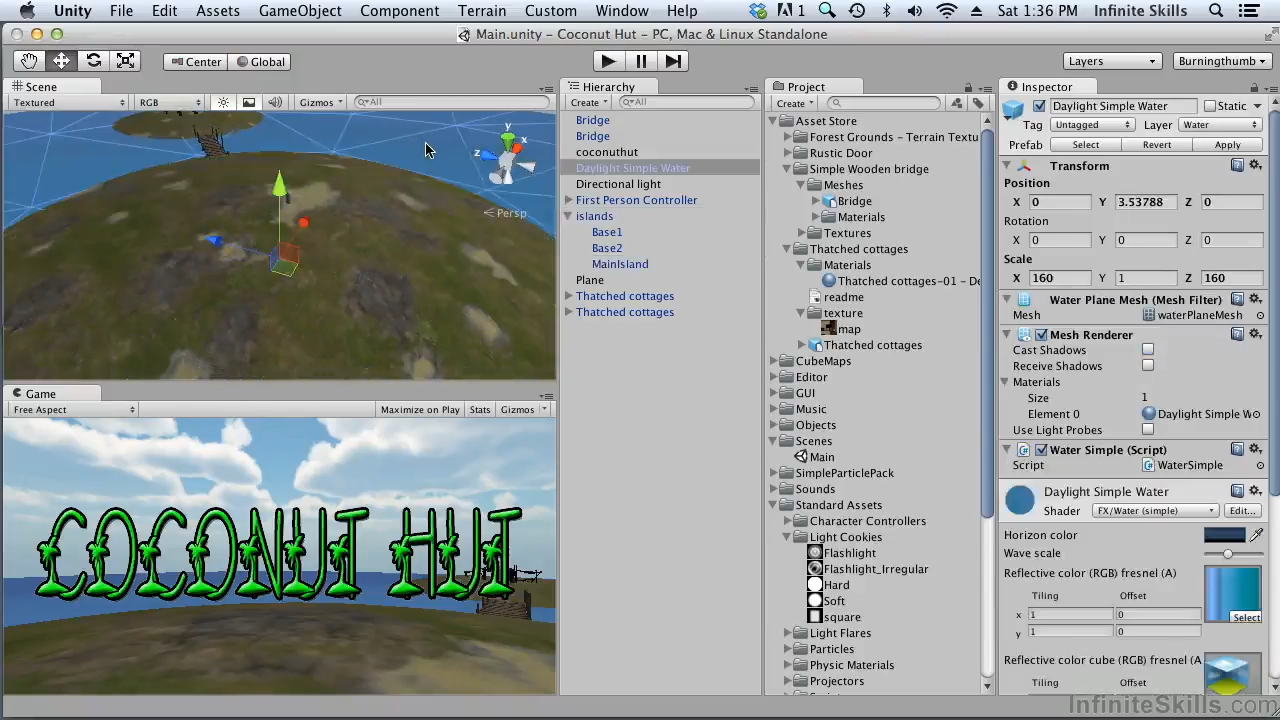 Unity File Edit Assets GameObject Component Terrain Custom Window Help 1 Sat 1:36 PM Infinite Skills
Main.unity – Coconut Hut – PC, Mac & Linux Standalone
Center Global Layers Burningthumb
Scene
Textured RGB Gizmos All
y
x
z
Persp
Game
Free Aspect Maximize on Play Stats Gizmos
COCONUT HUT
Hierarchy
Create All
Bridge
Bridge
coconuthut
Daylight Simple Water
Directional light
First Person Controller
islands
Base1
Base2
MainIsland
Plane
Thatched cottages
Thatched cottages
Project
Create
Asset Store
Forest Grounds – Terrain Textu
Rustic Door
Simple Wooden bridge
Meshes
Bridge
Materials
Textures
Thatched cottages
Materials
Thatched cottages-01 – De
readme
texture
map
Thatched cottages
CubeMaps
Editor
GUI
Music
Objects
Scenes
Main
SimpleParticlePack
Sounds
Standard Assets
Character Controllers
Light Cookies
Flashlight
Flashlight_Irregular
Hard
Soft
square
Light Flares
Particles
Physic Materials
Projectors
Inspector
Daylight Simple Water Static
Tag Untagged Layer Water
Prefab Select Revert Apply
Transform
Position
X 0 Y 3.53788 Z 0
Rotation
X 0 Y 0 Z 0
Scale
X 160 Y 1 Z 160
Water Plane Mesh (Mesh Filter)
Mesh waterPlaneMesh
Mesh Renderer
Cast Shadows
Receive Shadows
Materials
Size 1
Element 0 Daylight Simple W
Use Light Probes
Water Simple (Script)
Script WaterSimple
Daylight Simple Water
Shader FX/Water (simple) Edit...
Horizon color
Wave scale
Reflective color (RGB) fresnel (A)
Tiling Offset
x 1 0
y 1 0
Select
Reflective color cube (RGB) fresnel (A
Tiling Offset
InfiniteSkills.com